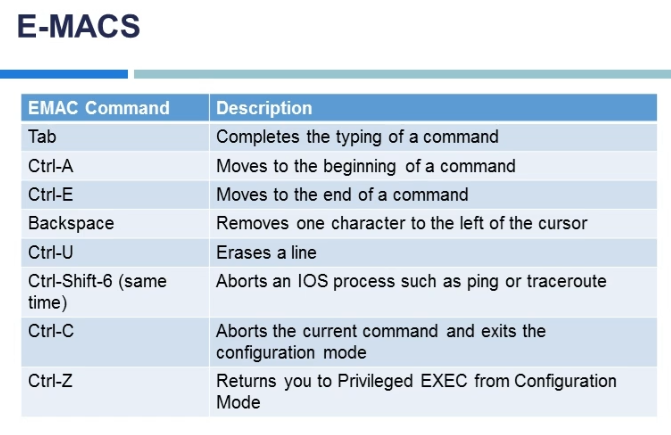 E-MACS
EMAC Command Description
Tab Completes the typing of a command
Ctrl-A Moves to the beginning of a command
Ctrl-E Moves to the end of a command
Backspace Removes one character to the left of the cursor
Ctrl-U Erases a line
Ctrl-Shift-6 (same Aborts an IOS process such as ping or traceroute
time)
Ctrl-C Aborts the current command and exits the
configuration mode
Ctrl-Z Returns you to Privileged EXEC from Configuration
Mode